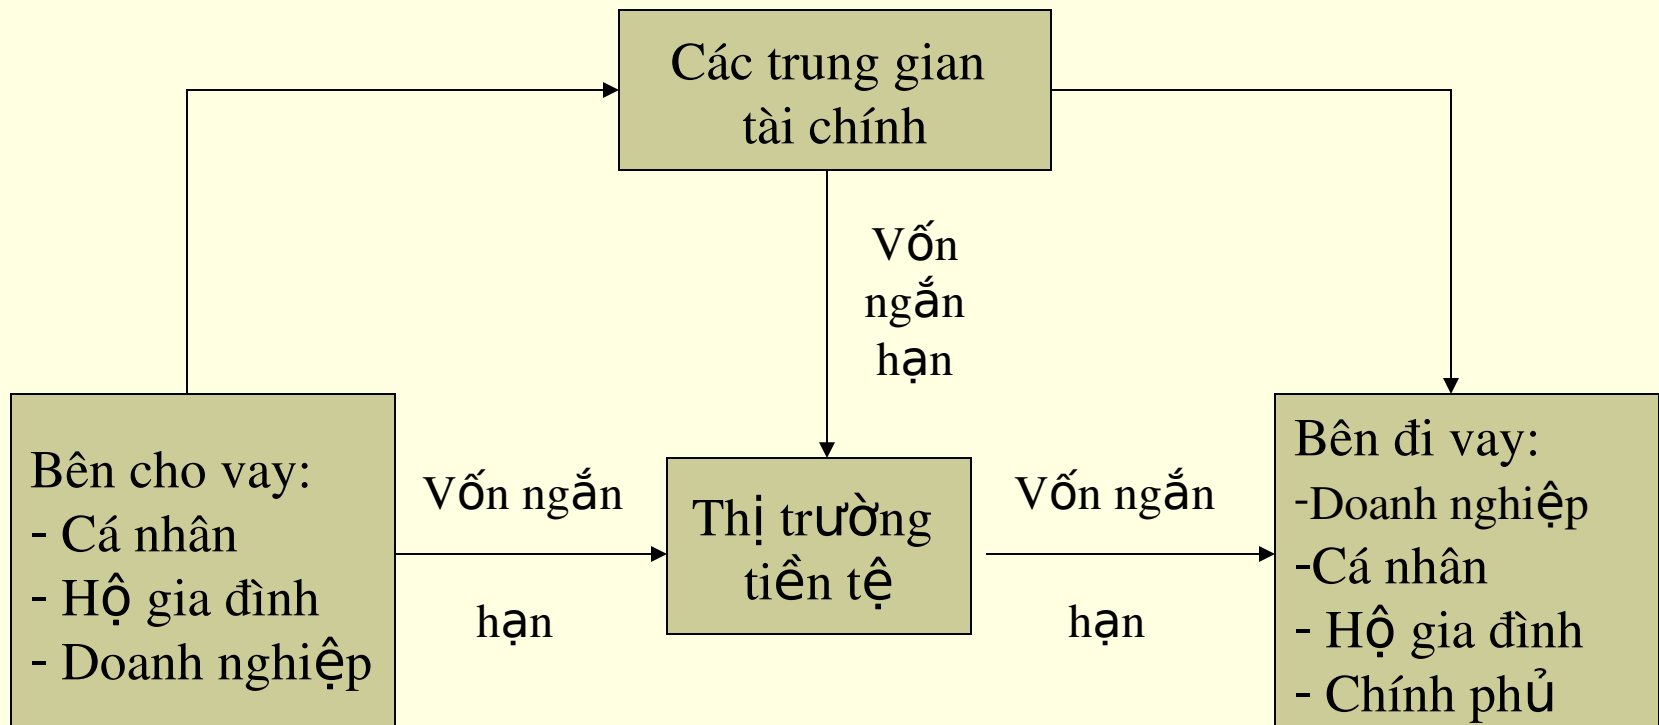 Các trung gian
tài chính
Vốn
ngắn
hạn
Bên cho vay:
- Cá nhân
- Hộ gia đình
- Doanh nghiệp
Vốn ngắn
hạn
Thị trường
tiền tệ
Vốn ngắn
hạn
Bên đi vay:
-Doanh nghiệp
-Cá nhân
- Hộ gia đình
- Chính phủ